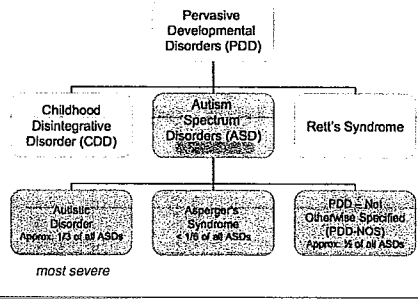 Pervasive
Developmental
Disorders (PDD)
Childhood
Disintegrative
Disorder (CDD)
Autism
Spectrum
Disorders (ASD)
Rett's Syndrome
Autistic
Disorder
Approx. 1/3 of all ASDs
Asperger's
Syndrome
< 1/6 of all ASDs
PDD – Not
Otherwise Specified
(PDD-NOS)
Approx. ½ of all ASDs
most severe